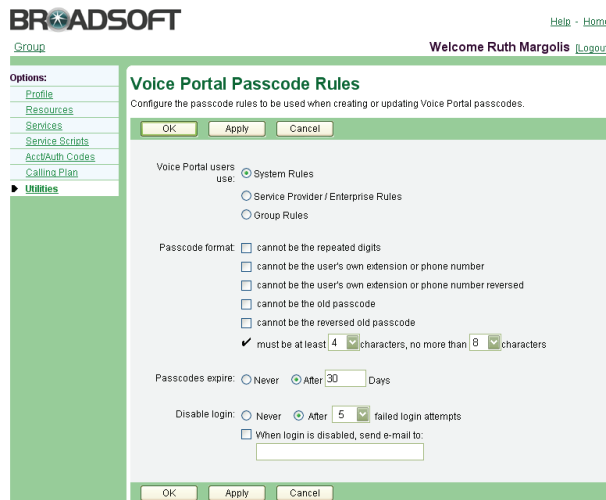 BROADSOFT
Help - Home
Group
Welcome Ruth Margolis [Logout
Options:
Profile
Resources
Services
Service Scripts
Acct/Auth Codes
Calling Plan
Utilities
Voice Portal Passcode Rules
Configure the passcode rules to be used when creating or updating Voice Portal passcodes.
OK Apply Cancel
Voice Portal users use: System Rules
Service Provider / Enterprise Rules
Group Rules
Passcode format: cannot be the repeated digits
cannot be the user's own extension or phone number
cannot be the user's own extension or phone number reversed
cannot be the old passcode
cannot be the reversed old passcode
must be at least 4 characters, no more than 8 characters
Passcodes expire: Never After 30 Days
Disable login: Never After 5 failed login attempts
When login is disabled, send e-mail to:
OK Apply Cancel